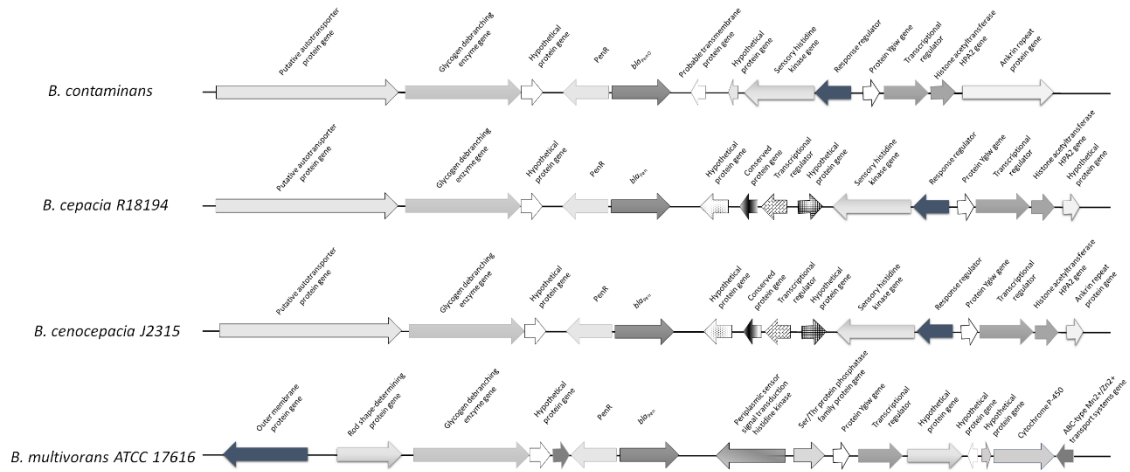 Putative autotransporter
protein gene
Glycogen debranching
enzyme gene
Hypothetical
protein gene
PenR
bla
Probable transmembrane
protein gene
Hypothetical
protein gene
Sensory histidine
kinase gene
Response regulator
Protein YgiW gene
Transcriptional
regulator
Histone acetyltransferase
HPA2 gene
Ankrin repeat
protein gene
B. contaminans
Putative autotransporter
protein gene
Glycogen debranching
enzyme gene
Hypothetical
protein gene
PenR
bla
Hypothetical
protein gene
Conserved
protein gene
Transcriptional
regulator
Hypothetical
protein gene
Sensory histidine
kinase gene
Response regulator
Protein YgiW gene
Transcriptional
regulator
Histone acetyltransferase
HPA2 gene
Hypothetical
protein gene
B. cepacia R18194
Putative autotransporter
protein gene
Glycogen debranching
enzyme gene
Hypothetical
protein gene
PenR
bla
Hypothetical
protein gene
Conserved
protein gene
Transcriptional
regulator
Hypothetical
protein gene
Sensory histidine
kinase gene
Response regulator
Protein YgiW gene
Transcriptional
regulator
Histone acetyltransferase
HPA2 gene
Ankrin repeat
protein gene
B. cenocepacia J2315
Outer membrane
protein gene
Rod shape-determining
protein gene
Glycogen debranching
enzyme gene
Hypothetical
protein gene
PenR
bla
Periplasmic sensor
signal transduction
histidine kinase
Ser/Thr protein phosphatase
family protein gene
Protein YgiW gene
Transcriptional
regulator
Hypothetical
protein gene
Hypothetical
protein gene
Hypothetical
protein gene
Cytochrome P-450
ABC-type Mn2+/Zn2+
transport systems gene
B. multivorans ATCC 17616